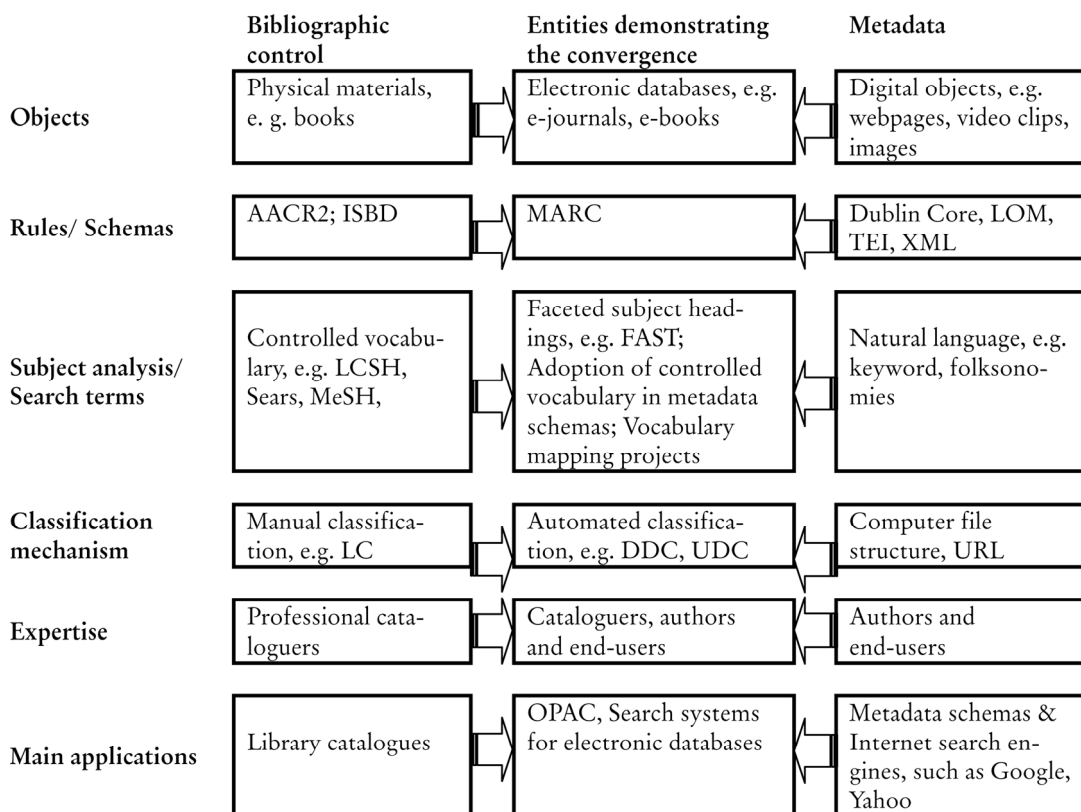 Bibliographic
control
Entities demonstrating
the convergence
Metadata
Objects
Physical materials,
e. g. books
Electronic databases, e.g.
e-journals, e-books
Digital objects, e.g.
webpages, video clips,
images
Rules/ Schemas
AACR2; ISBD
MARC
Dublin Core, LOM,
TEI, XML
Subject analysis/
Search terms
Controlled vocabu-
lary, e.g. LCSH,
Sears, MeSH,
Faceted subject head-
ings, e.g. FAST;
Adoption of controlled
vocabulary in metadata
schemas; Vocabulary
mapping projects
Natural language, e.g.
keyword, folksono-
mies
Classification
mechanism
Manual classifica-
tion, e.g. LC
Automated classifica-
tion, e.g. DDC, UDC
Computer file
structure, URL
Expertise
Professional cata-
loguers
Cataloguers, authors
and end-users
Authors and
end-users
Main applications
Library catalogues
OPAC, Search systems
for electronic databases
Metadata schemas &
Internet search en-
gines, such as Google,
Yahoo